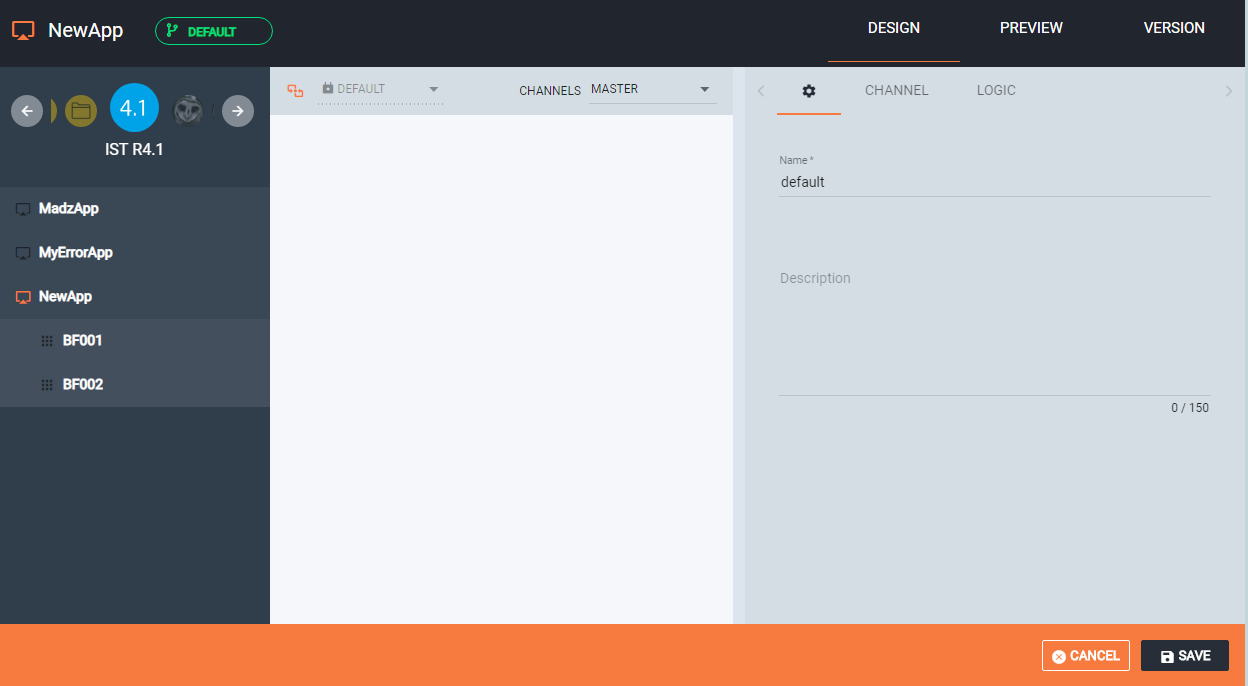 NewApp
DEFAULT
DESIGN
PREVIEW
VERSION
4.1
IST R4.1
MadzApp
MyErrorApp
NewApp
BF001
BF002
DEFAULT
CHANNELS MASTER
CHANNEL
LOGIC
Name *
default
Description
0 / 150
CANCEL
SAVE